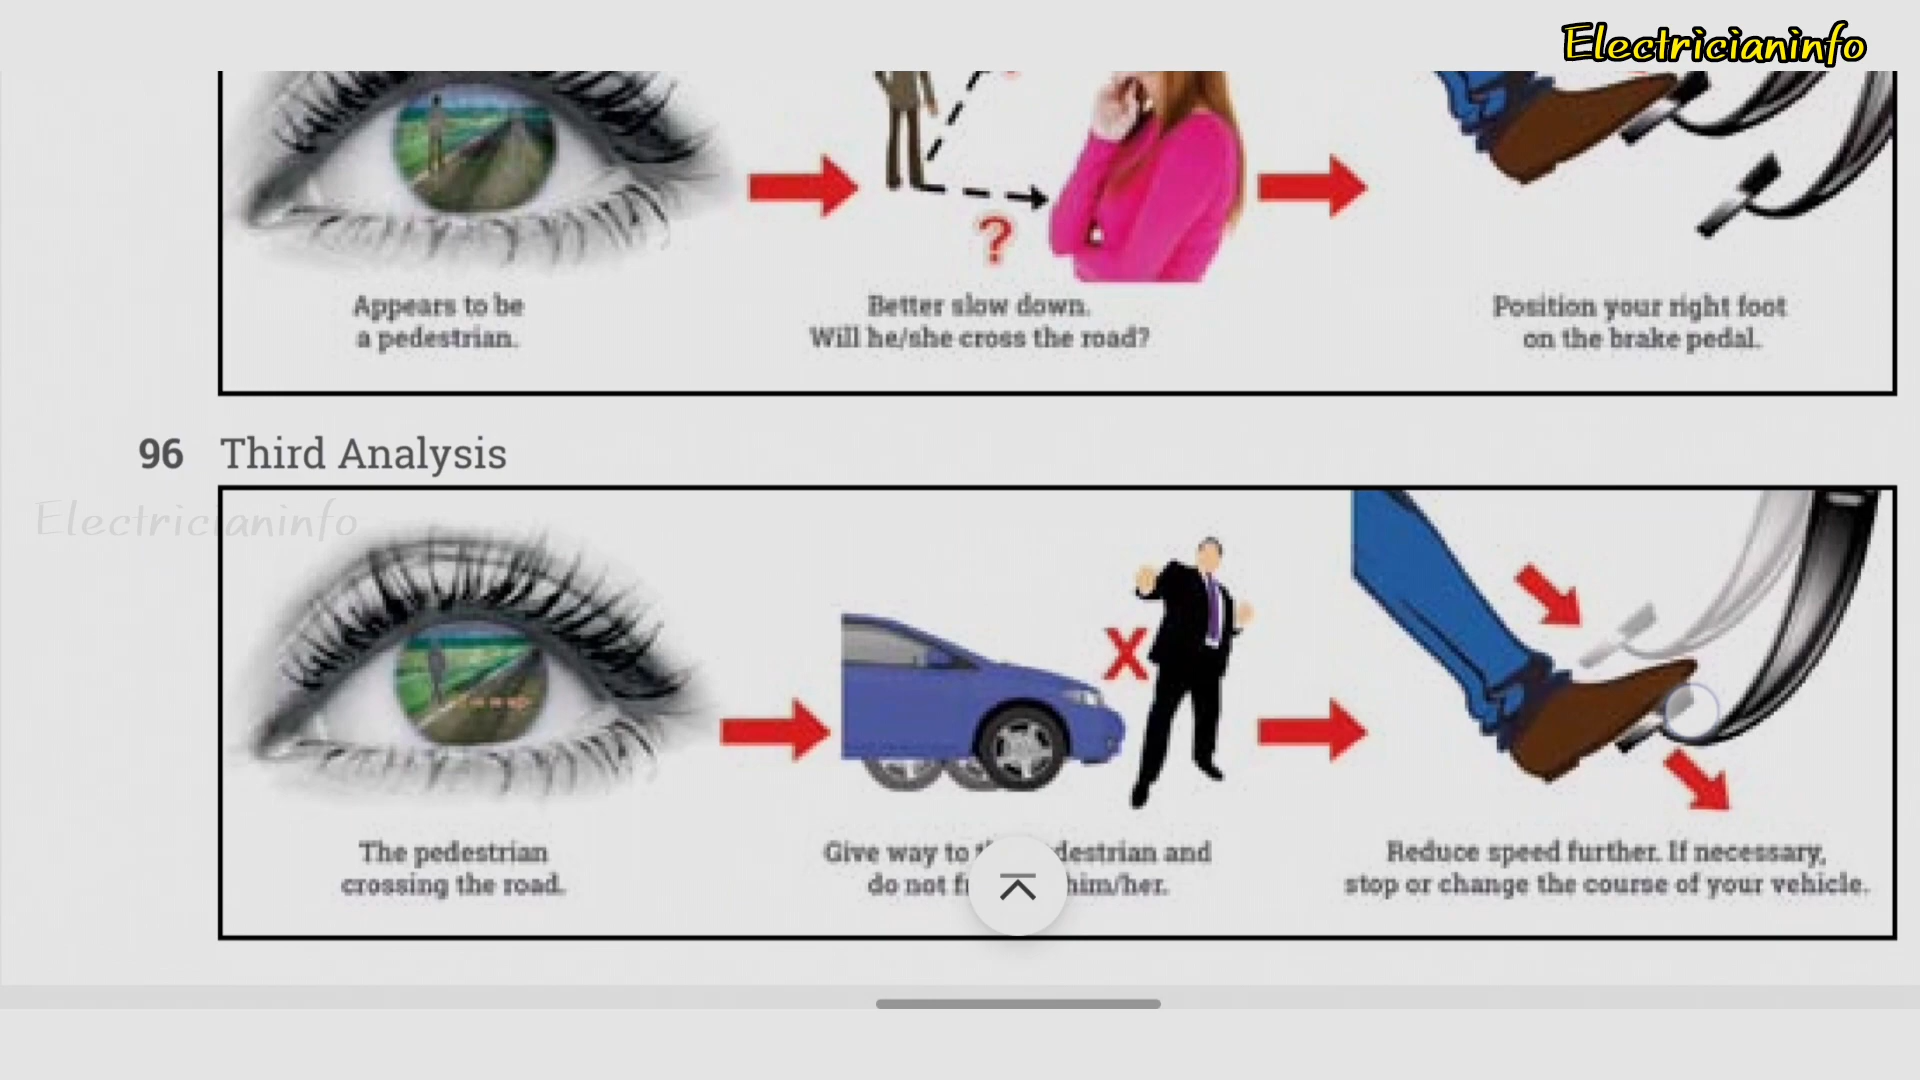 Electricianinfo
?
Appears to be
a pedestrian.
Better slow down.
Will he/she cross the road?
Position your right foot
on the brake pedal.
96 Third Analysis
Electricianinfo
X
The pedestrian
crossing the road.
Give way to destrian and
do not him/her.
Reduce speed further. If necessary,
stop or change the course of your vehicle.